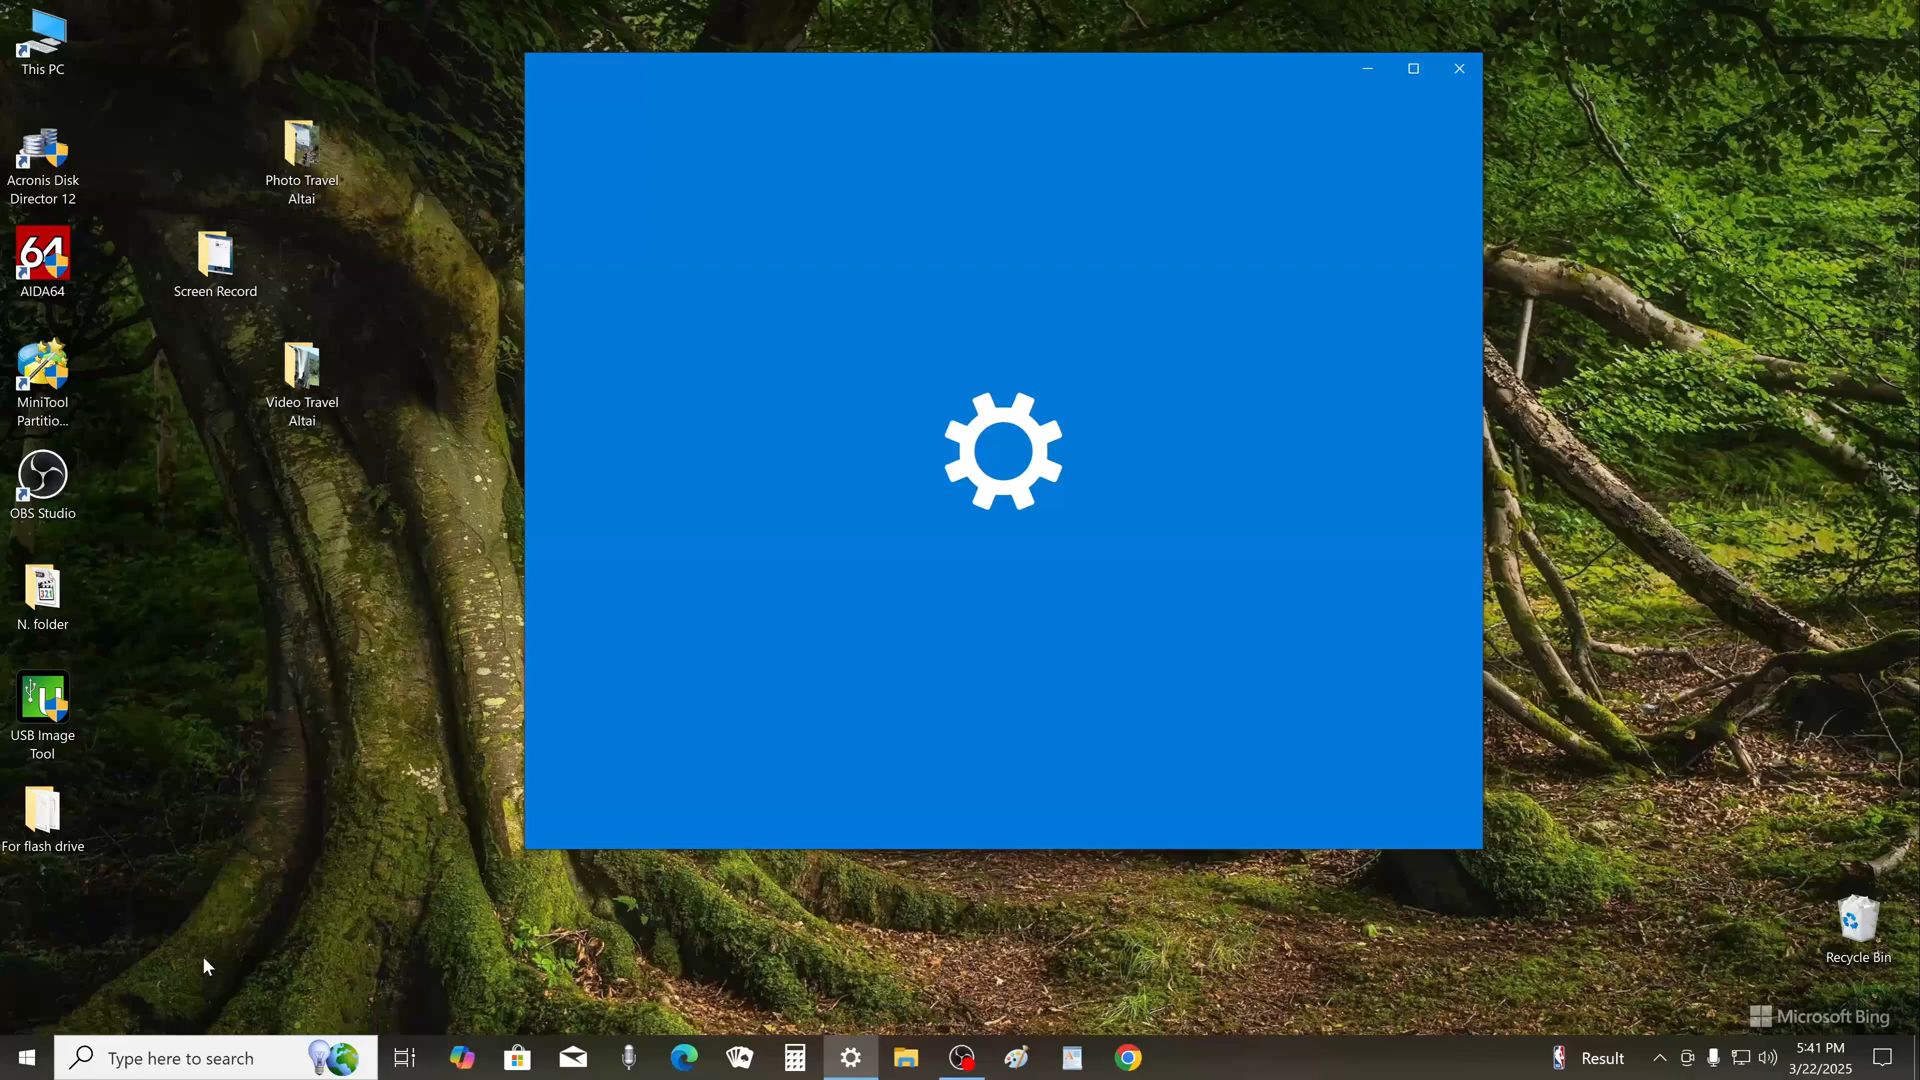 This PC
Acronis Disk
Director 12
64
AIDA64
MiniTool
Partitio...
OBS Studio
321
N. folder
U
USB Image
Tool
For flash drive
Photo Travel
Altai
Screen Record
Video Travel
Altai
Recycle Bin
Microsoft Bing
Type here to search
Result
5:41 PM
3/22/2025